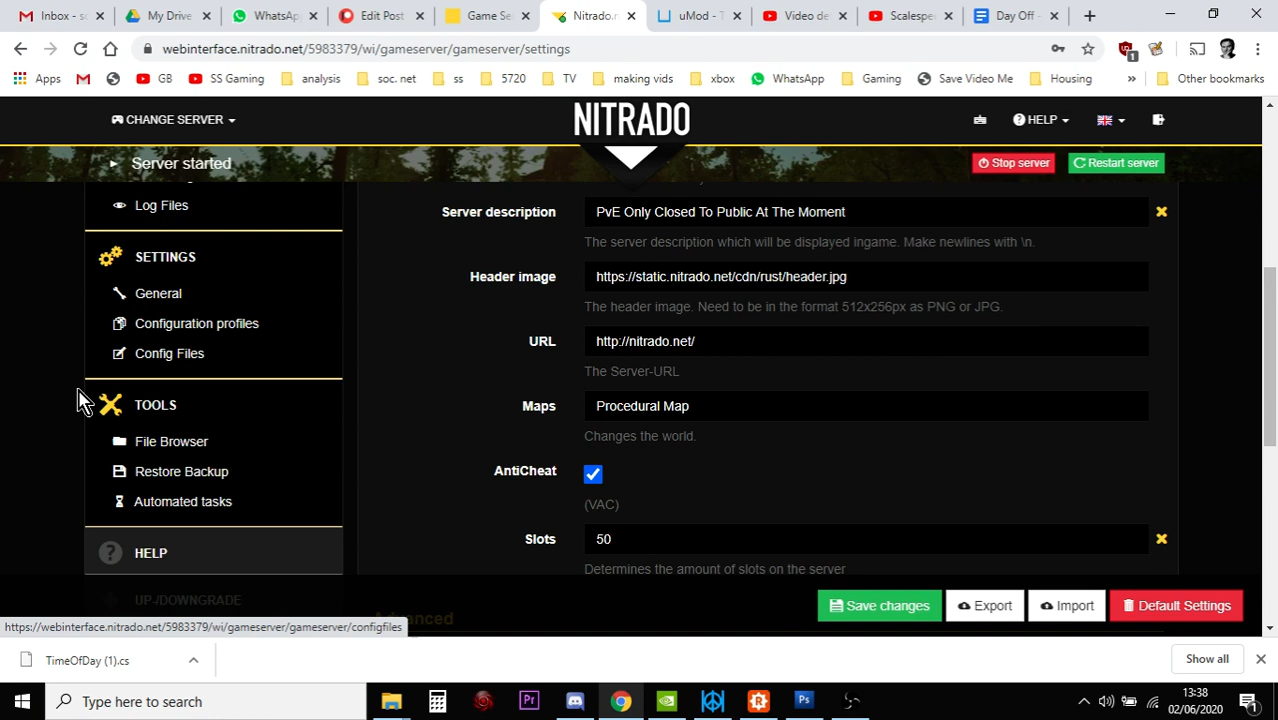 Inbox - s
My Drive
WhatsApp
Edit Post
Game Se
Nitrado.n
uMod - T
Video de
Scalespe
Day Off -
webinterface.nitrado.net/5983379/wi/gameserver/gameserver/settings
1
Apps
GB
SS Gaming
analysis
soc. net
ss
5720
TV
making vids
xbox
WhatsApp
Gaming
Save Video Me
Housing
»
Other bookmarks
CHANGE SERVER
NITRADO
HELP
Server started
Stop server
Restart server
Log Files
SETTINGS
General
Configuration profiles
Config Files
TOOLS
File Browser
Restore Backup
Automated tasks
HELP
UP-/DOWNGRADE
Server description
PvE Only Closed To Public At The Moment
The server description which will be displayed ingame. Make newlines with \n.
Header image
https://static.nitrado.net/cdn/rust/header.jpg
The header image. Need to be in the format 512x256px as PNG or JPG.
URL
http://nitrado.net/
The Server-URL
Maps
Procedural Map
Changes the world.
AntiCheat
(VAC)
Slots
50
Determines the amount of slots on the server
Save changes
Export
Import
Default Settings
https://webinterface.nitrado.net/5983379/wi/gameserver/gameserver/configfiles
TimeOfDay (1).cs
Show all
Type here to search
Pr
Ps
13:38
02/06/2020
1